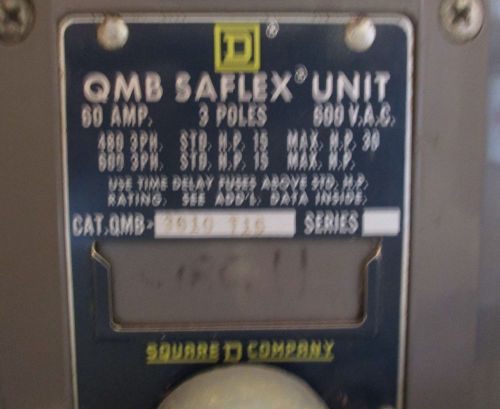 D ®
QMB SAFLEX® UNIT
60 AMP. 3 POLES 600 V.A.C.
480 3PH. STD. H.P. 15 MAX. H.P. 30
600 3PH. STD. H.P. 15 MAX. H.P.
USE TIME DELAY FUSES ABOVE STD. H.P.
RATING. SEE ADD'L. DATA INSIDE.
CAT. QMB- SERIES
SQUARE D COMPANY